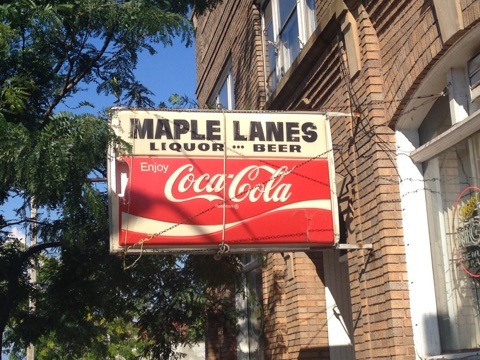 MAPLE LANES
LIQUOR ··· BEER
Enjoy
Coca-Cola